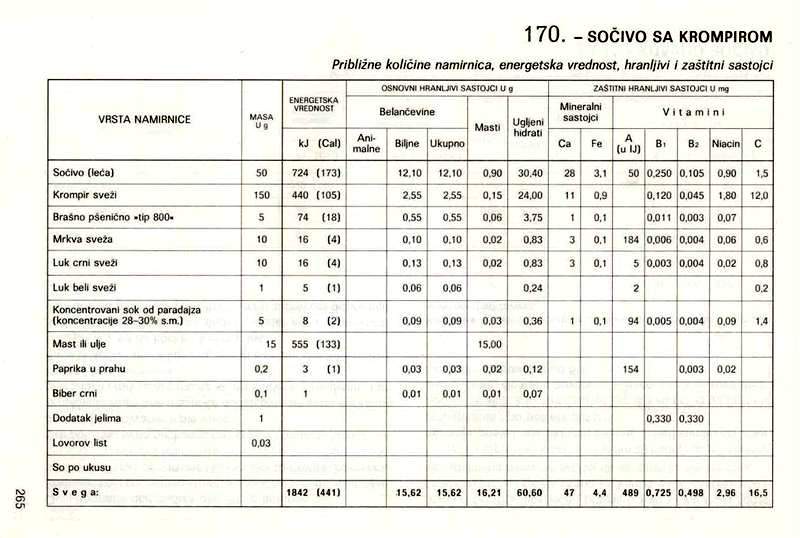 170. – SOČIVO SA KROMPIROM
Približne količine namirnica, energetska vrednost, hranljivi i zaštitni sastojci
VRSTA NAMIRNICE MASA U g ENERGETSKA VREDNOST OSNOVNI HRANLJIVI SASTOJCI U g ZAŠTITNI HRANLJIVI SASTOJCI U mg
Belančevine Masti Ugljeni hidrati Mineralni sastojci Vitamini
kJ (Cal) Ani-malne Biljne Ukupno Ca Fe A (u IJ) B1 B2 Niacin C
Sočivo (leća) 50 724 (173) 12,10 12,10 0,90 30,40 28 3,1 50 0,250 0,105 0,90 1,5
Krompir sveži 150 440 (105) 2,55 2,55 0,15 24,00 11 0,9 0,120 0,045 1,80 12,0
Brašno pšenično »tip 800« 5 74 (18) 0,55 0,55 0,06 3,75 1 0,1 0,011 0,003 0,07
Mrkva sveža 10 16 (4) 0,10 0,10 0,02 0,83 3 0,1 184 0,006 0,004 0,06 0,6
Luk crni sveži 10 16 (4) 0,13 0,13 0,02 0,83 3 0,1 5 0,003 0,004 0,02 0,8
Luk beli sveži 1 5 (1) 0,06 0,06 0,24 2 0,2
Koncentrovani sok od paradajza
(koncentracije 28–30% s.m.) 5 8 (2) 0,09 0,09 0,03 0,36 1 0,1 94 0,005 0,004 0,09 1,4
Mast ili ulje 15 555 (133) 15,00
Paprika u prahu 0,2 3 (1) 0,03 0,03 0,02 0,12 154 0,003 0,02
Biber crni 0,1 1 0,01 0,01 0,01 0,07
Dodatak jelima 1 0,330 0,330
Lovorov list 0,03
So po ukusu
Svega: 1842 (441) 15,62 15,62 16,21 60,60 47 4,4 489 0,725 0,498 2,96 16,5
265